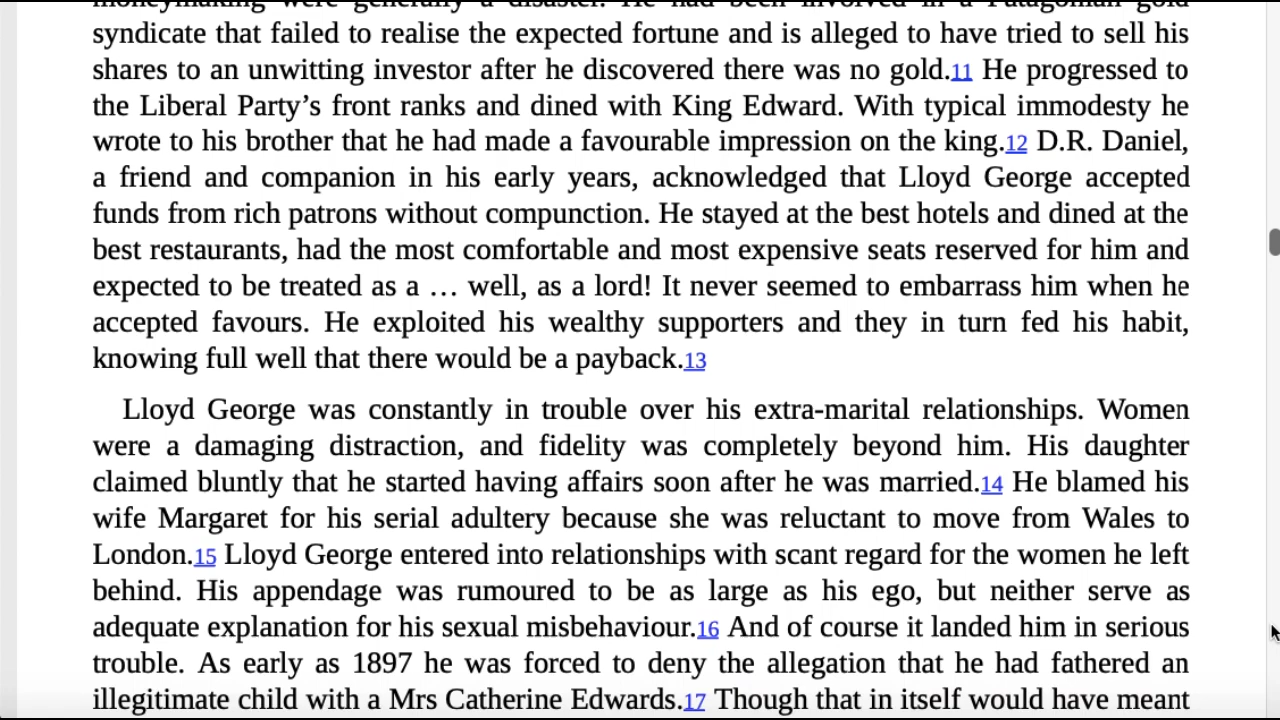 moneymaking were generally a disaster. He had been involved in a Patagonian gold
syndicate that failed to realise the expected fortune and is alleged to have tried to sell his
shares to an unwitting investor after he discovered there was no gold.11 He progressed to
the Liberal Party’s front ranks and dined with King Edward. With typical immodesty he
wrote to his brother that he had made a favourable impression on the king.12 D.R. Daniel,
a friend and companion in his early years, acknowledged that Lloyd George accepted
funds from rich patrons without compunction. He stayed at the best hotels and dined at the
best restaurants, had the most comfortable and most expensive seats reserved for him and
expected to be treated as a … well, as a lord! It never seemed to embarrass him when he
accepted favours. He exploited his wealthy supporters and they in turn fed his habit,
knowing full well that there would be a payback.13
Lloyd George was constantly in trouble over his extra-marital relationships. Women
were a damaging distraction, and fidelity was completely beyond him. His daughter
claimed bluntly that he started having affairs soon after he was married.14 He blamed his
wife Margaret for his serial adultery because she was reluctant to move from Wales to
London.15 Lloyd George entered into relationships with scant regard for the women he left
behind. His appendage was rumoured to be as large as his ego, but neither serve as
adequate explanation for his sexual misbehaviour.16 And of course it landed him in serious
trouble. As early as 1897 he was forced to deny the allegation that he had fathered an
illegitimate child with a Mrs Catherine Edwards.17 Though that in itself would have meant